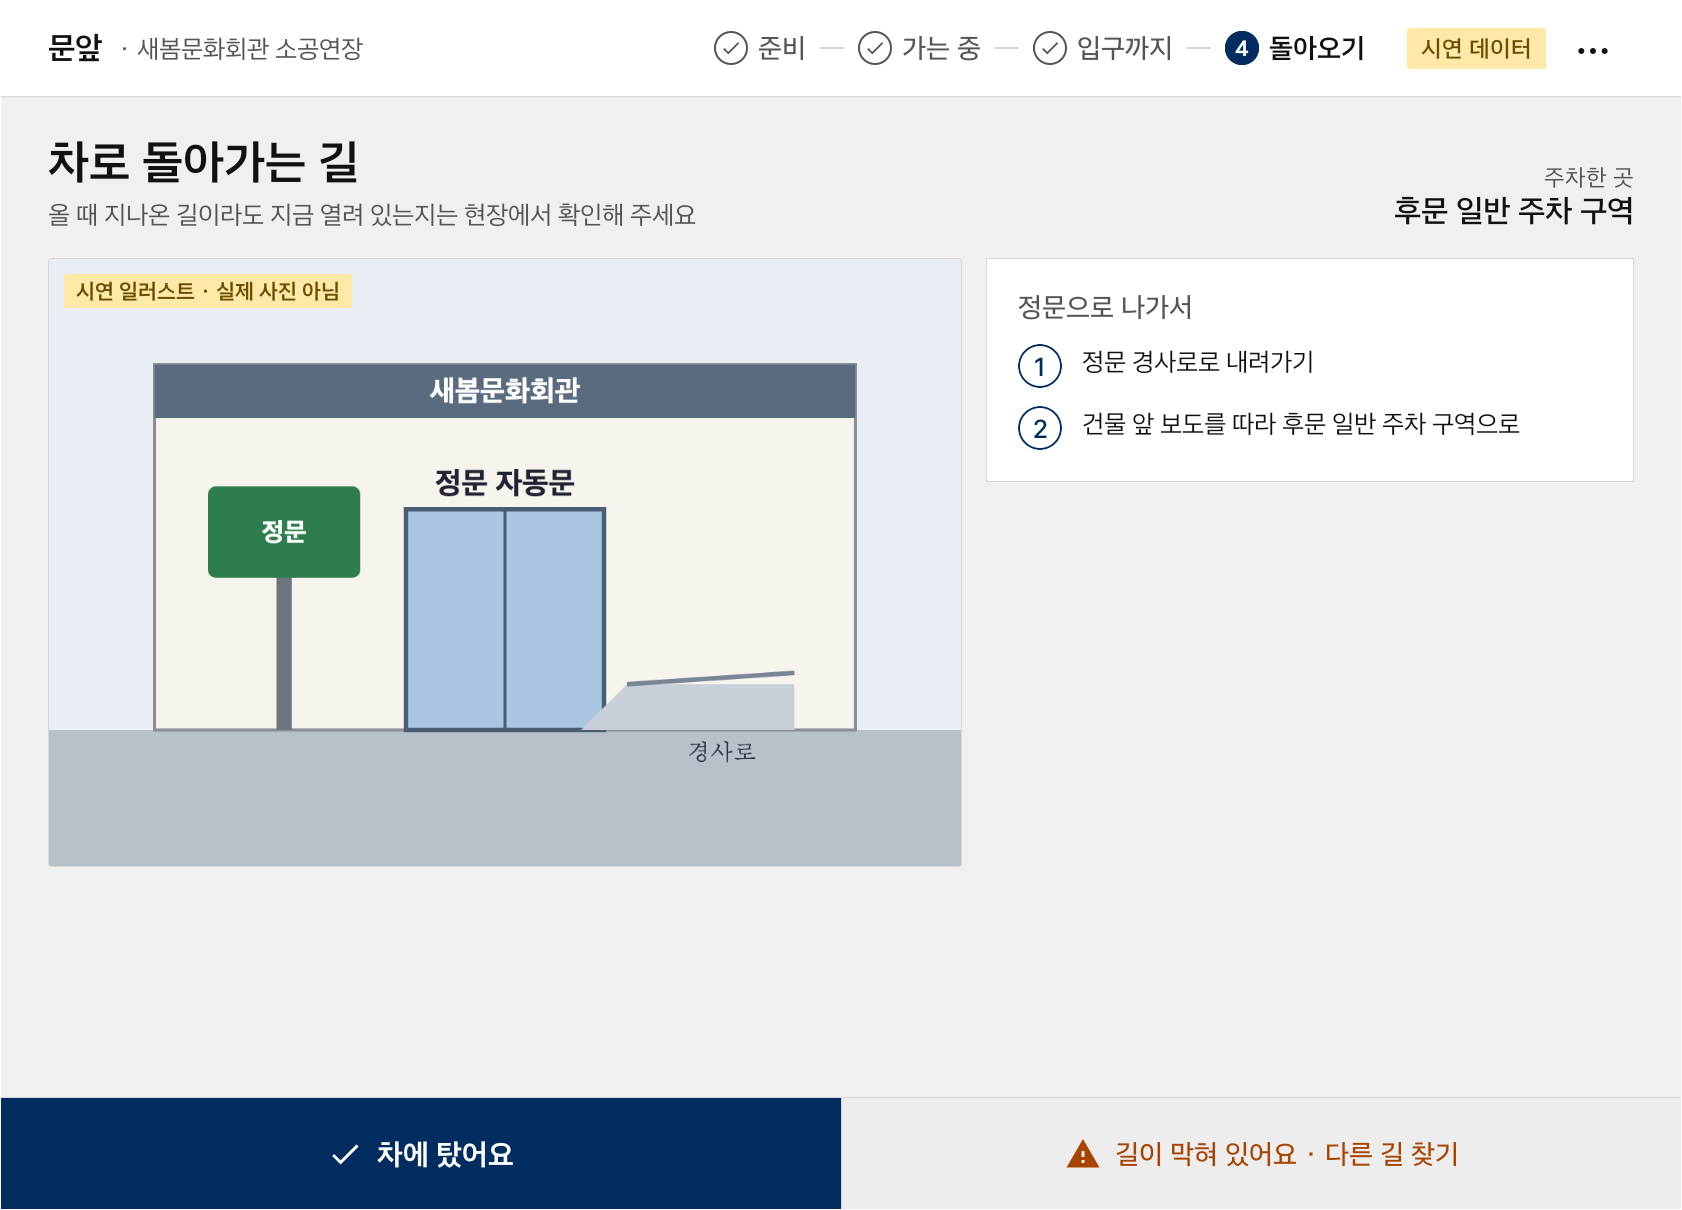 문앞 · 새봄문화회관 소공연장
준비
가는 중
입구까지
4 돌아오기
시연 데이터
차로 돌아가는 길
올 때 지나온 길이라도 지금 열려 있는지는 현장에서 확인해 주세요
주차한 곳
후문 일반 주차 구역
시연 일러스트 · 실제 사진 아님
새봄문화회관
정문 자동문
정문
경사로
정문으로 나가서
1 정문 경사로로 내려가기
2 건물 앞 보도를 따라 후문 일반 주차 구역으로
차에 탔어요
길이 막혀 있어요 · 다른 길 찾기